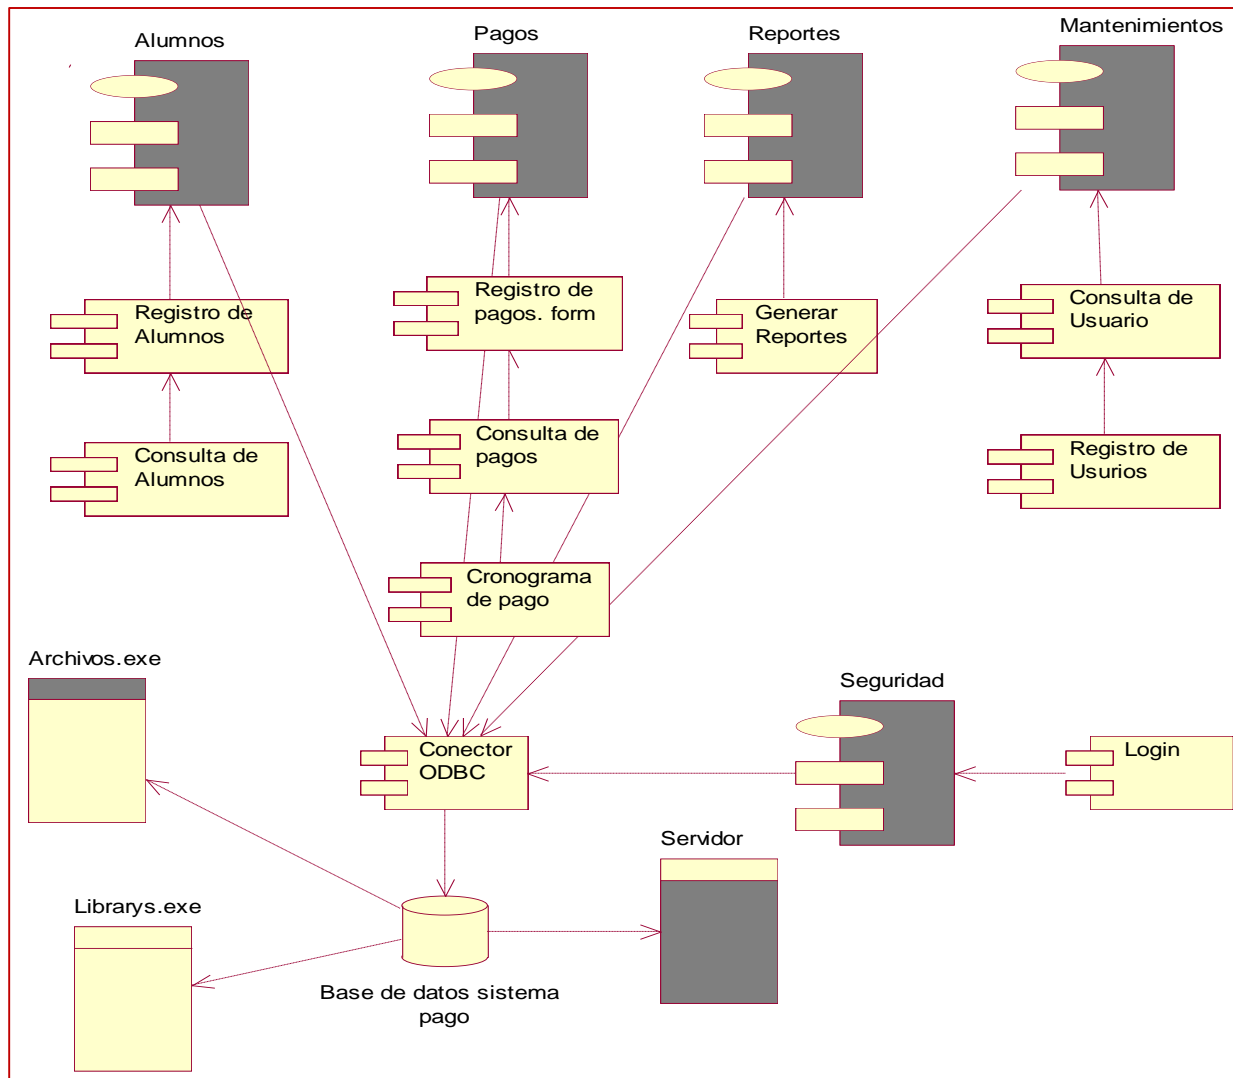 Alumnos
Pagos
Reportes
Mantenimientos
Registro de
Alumnos
Registro de
pagos. form
Generar
Reportes
Consulta de
Usuario
Consulta de
Alumnos
Consulta de
pagos
Registro de
Usurios
Cronograma
de pago
Archivos.exe
Seguridad
Conector
ODBC
Login
Servidor
Librarys.exe
Base de datos sistema
pago